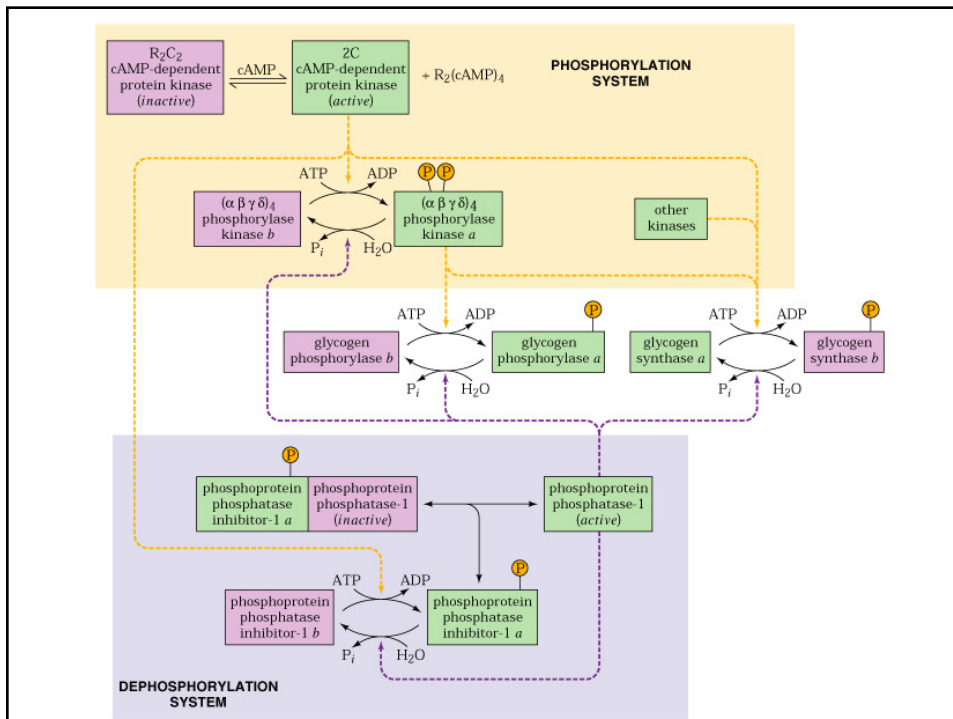 R₂C₂
cAMP-dependent
protein kinase
(inactive)
cAMP
2C
cAMP-dependent
protein kinase
(active)
+ R₂(cAMP)₄
PHOSPHORYLATION
SYSTEM
ATP
ADP
P P
(α β γ δ)₄
phosphorylase
kinase b
(α β γ δ)₄
phosphorylase
kinase a
Pi
H₂O
other
kinases
ATP
ADP
P
glycogen
phosphorylase b
glycogen
phosphorylase a
Pi
H₂O
ATP
ADP
P
glycogen
synthase a
glycogen
synthase b
Pi
H₂O
P
phosphoprotein
phosphatase
inhibitor-1 a
phosphoprotein
phosphatase-1
(inactive)
phosphoprotein
phosphatase-1
(active)
ATP
ADP
P
phosphoprotein
phosphatase
inhibitor-1 b
phosphoprotein
phosphatase
inhibitor-1 a
Pi
H₂O
DEPHOSPHORYLATION
SYSTEM